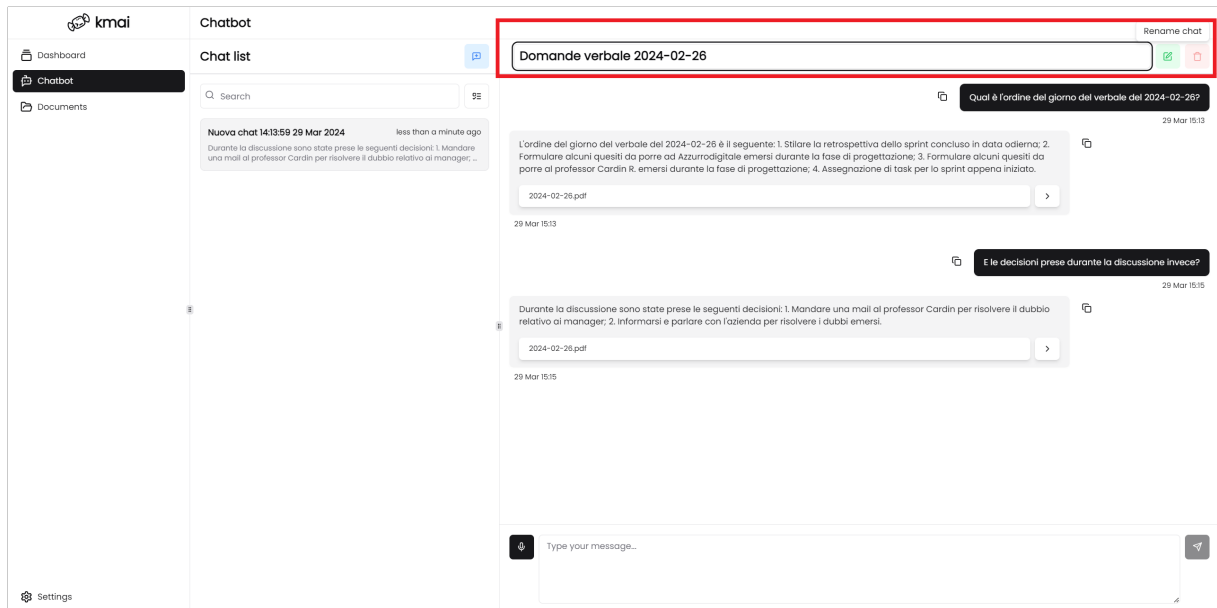 kmai
Dashboard
Chatbot
Documents
Settings
Chatbot
Chat list
Search
Nuova chat 14:13:59 29 Mar 2024
less than a minute ago
Durante la discussione sono state prese le seguenti decisioni: 1. Mandare
una mail al professor Cardin per risolvere il dubbio relativo ai manager; ...
Rename chat
Domande verbale 2024-02-26
Qual è l'ordine del giorno del verbale del 2024-02-26?
29 Mar 15:13
L'ordine del giorno del verbale del 2024-02-26 è il seguente: 1. Stilare la retrospettiva dello sprint concluso in data odierna; 2.
Formulare alcuni quesiti da porre ad Azzurrodigitale emersi durante la fase di progettazione; 3. Formulare alcuni quesiti da
porre al professor Cardin R. emersi durante la fase di progettazione; 4. Assegnazione di task per lo sprint appena iniziato.
2024-02-26.pdf
29 Mar 15:13
E le decisioni prese durante la discussione invece?
29 Mar 15:15
Durante la discussione sono state prese le seguenti decisioni: 1. Mandare una mail al professor Cardin per risolvere il dubbio
relativo ai manager; 2. Informarsi e parlare con l'azienda per risolvere i dubbi emersi.
2024-02-26.pdf
29 Mar 15:15
Type your message...